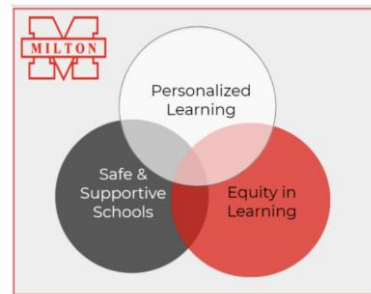 MILTON
Personalized
Learning
Safe &
Supportive
Schools
Equity in
Learning